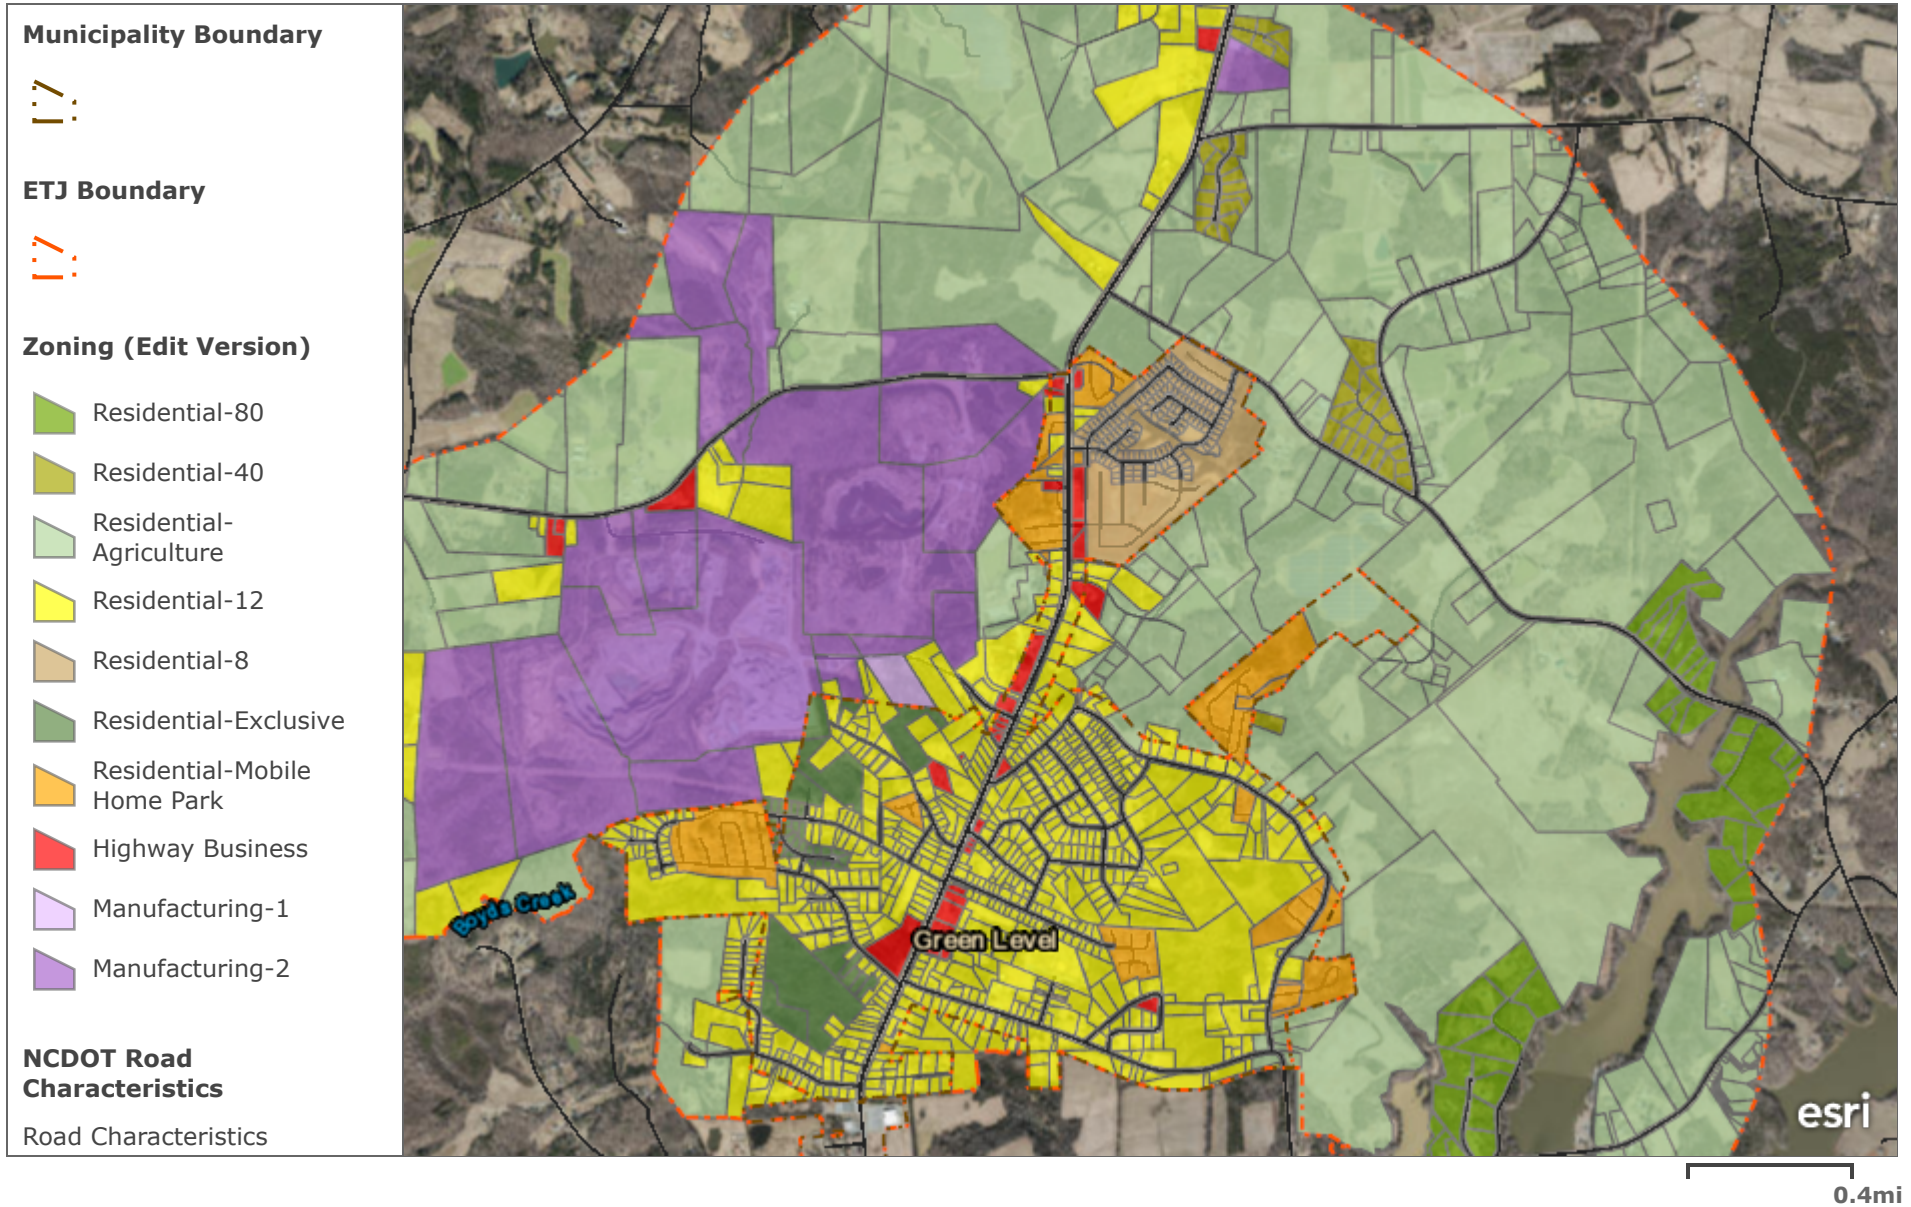 Municipality Boundary
ETJ Boundary
Zoning (Edit Version)
Residential-80
Residential-40
Residential-
Agriculture
Residential-12
Residential-8
Residential-Exclusive
Residential-Mobile
Home Park
Highway Business
Manufacturing-1
Manufacturing-2
NCDOT Road
Characteristics
Road Characteristics
Boyds Creek
Green Level
esri
0.4mi